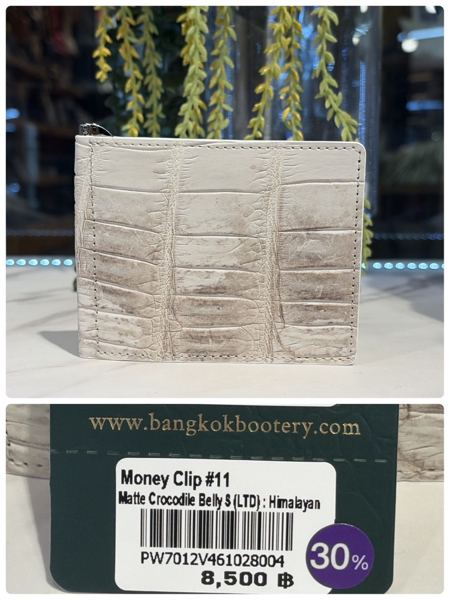 www.bangkokbootery.com
Money Clip #11
Matte Crocodile Belly S (LTD) : Himalayan
PW7012V461028004
8,500 ฿
30%